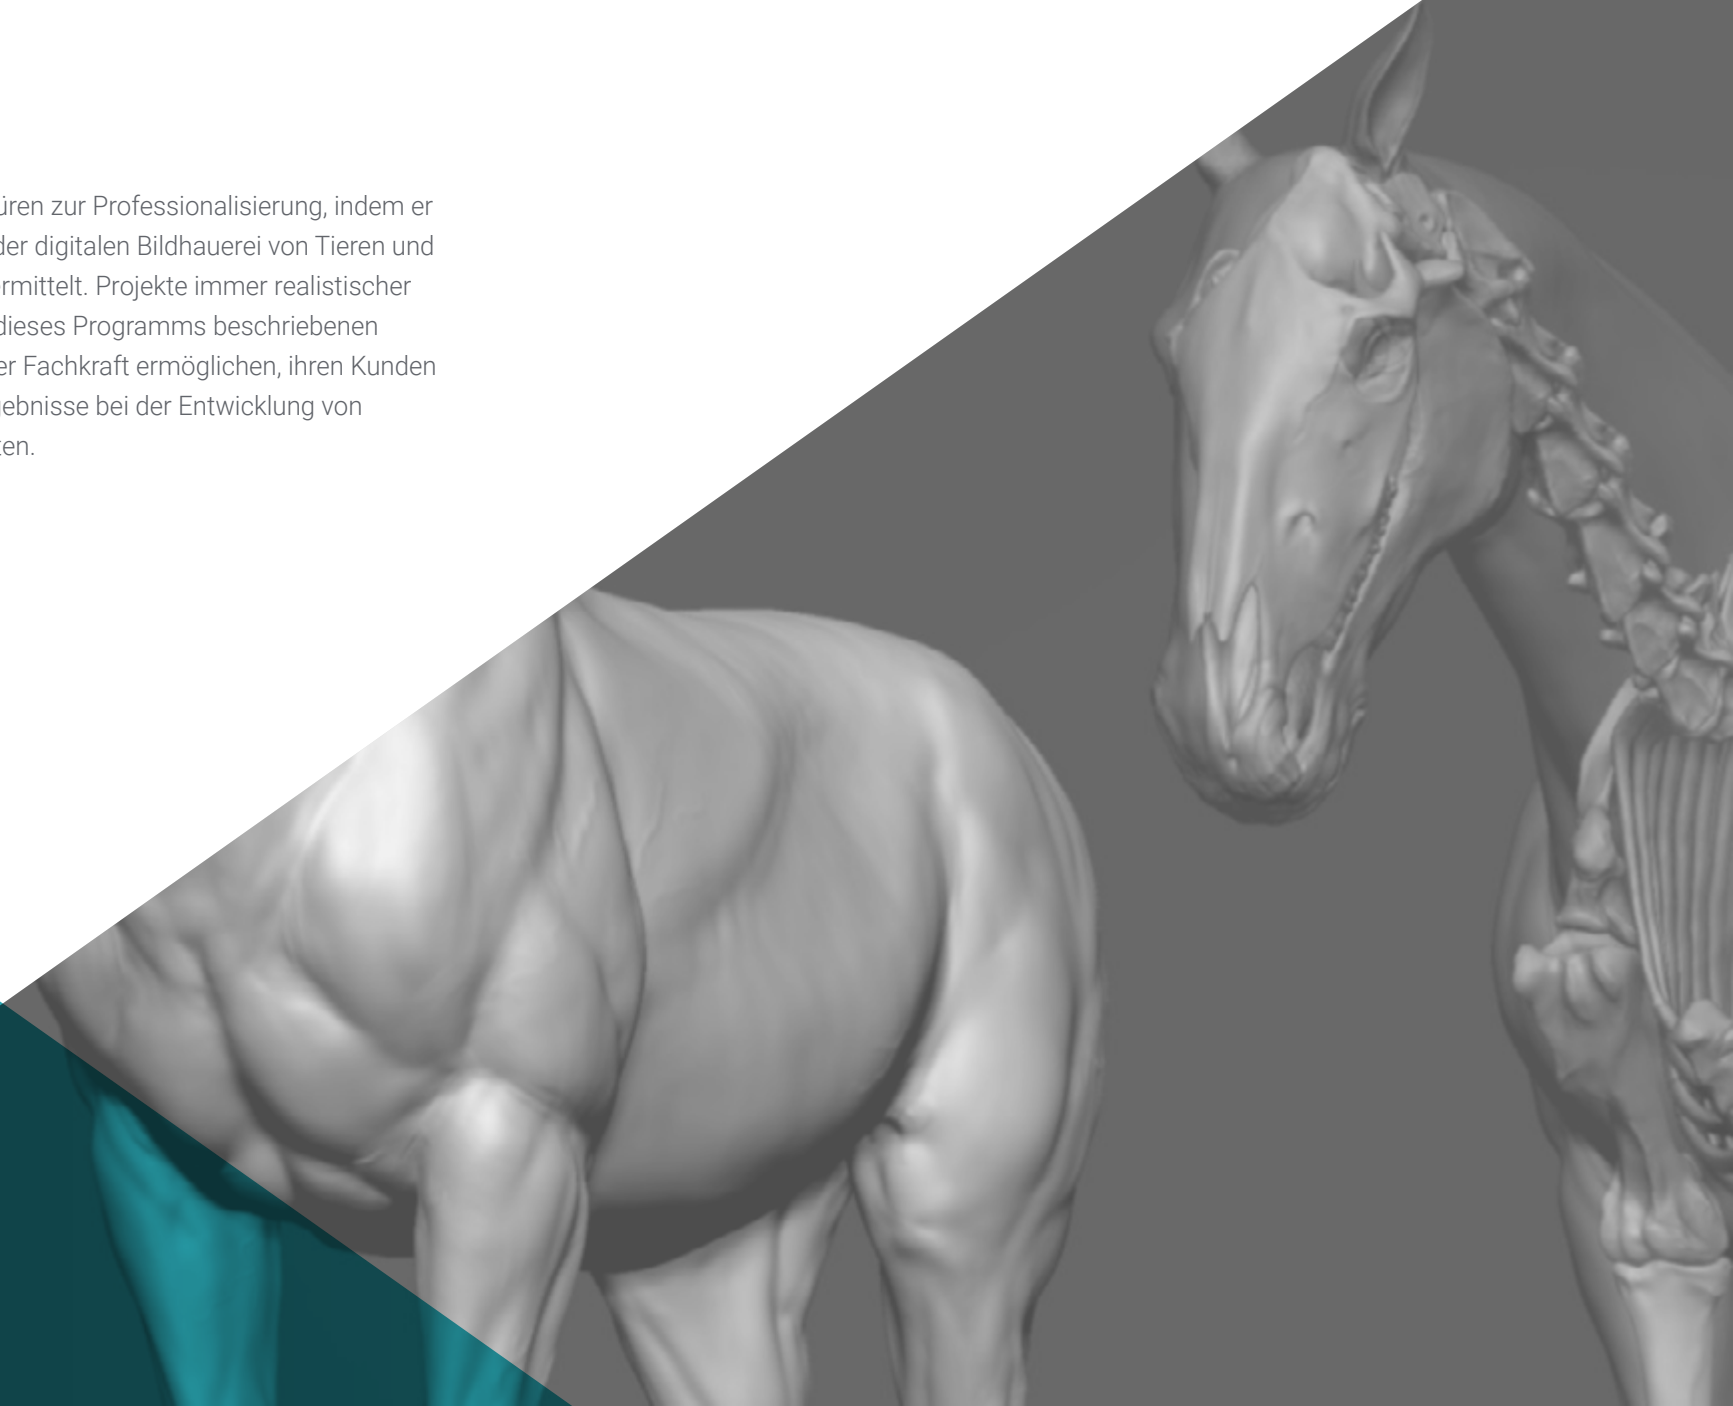 üren zur Professionalisierung, indem er
der digitalen Bildhauerei von Tieren und
rmittelt. Projekte immer realistischer
dieses Programms beschriebenen
er Fachkraft ermöglichen, ihren Kunden
gebnisse bei der Entwicklung von
ten.